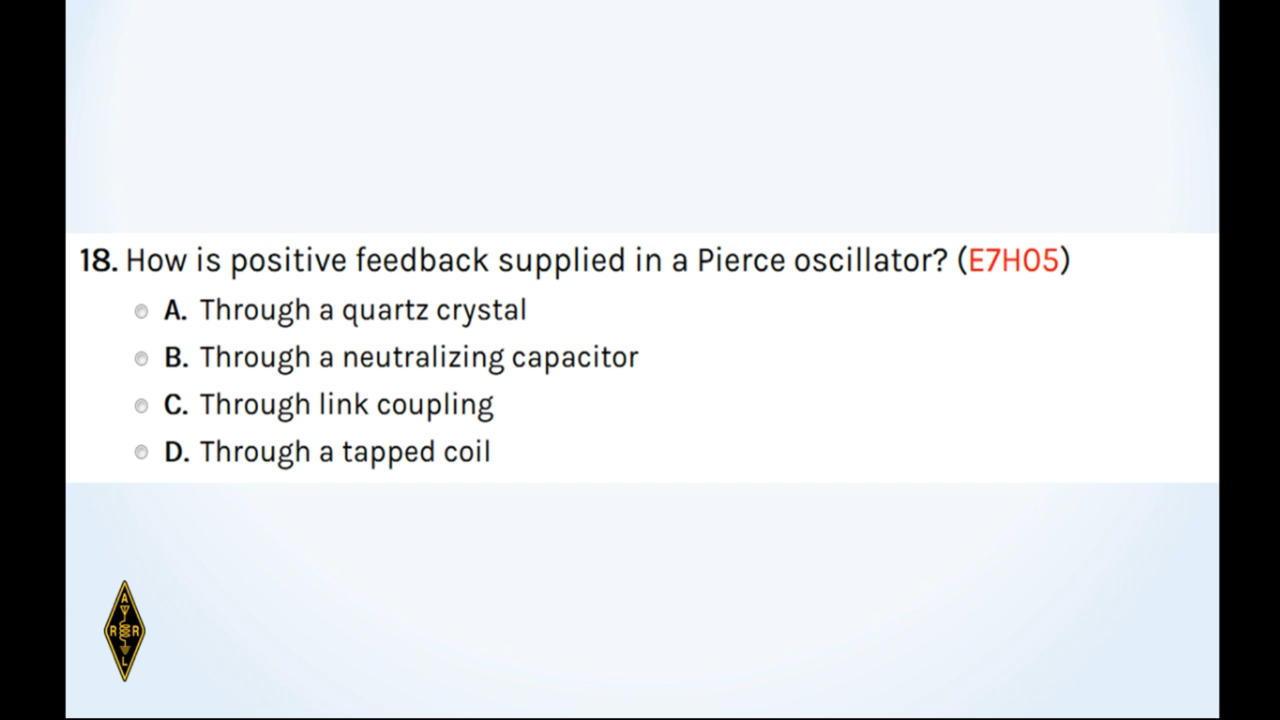 18. How is positive feedback supplied in a Pierce oscillator? (E7H05)
A. Through a quartz crystal
B. Through a neutralizing capacitor
C. Through link coupling
D. Through a tapped coil
A
R R
L